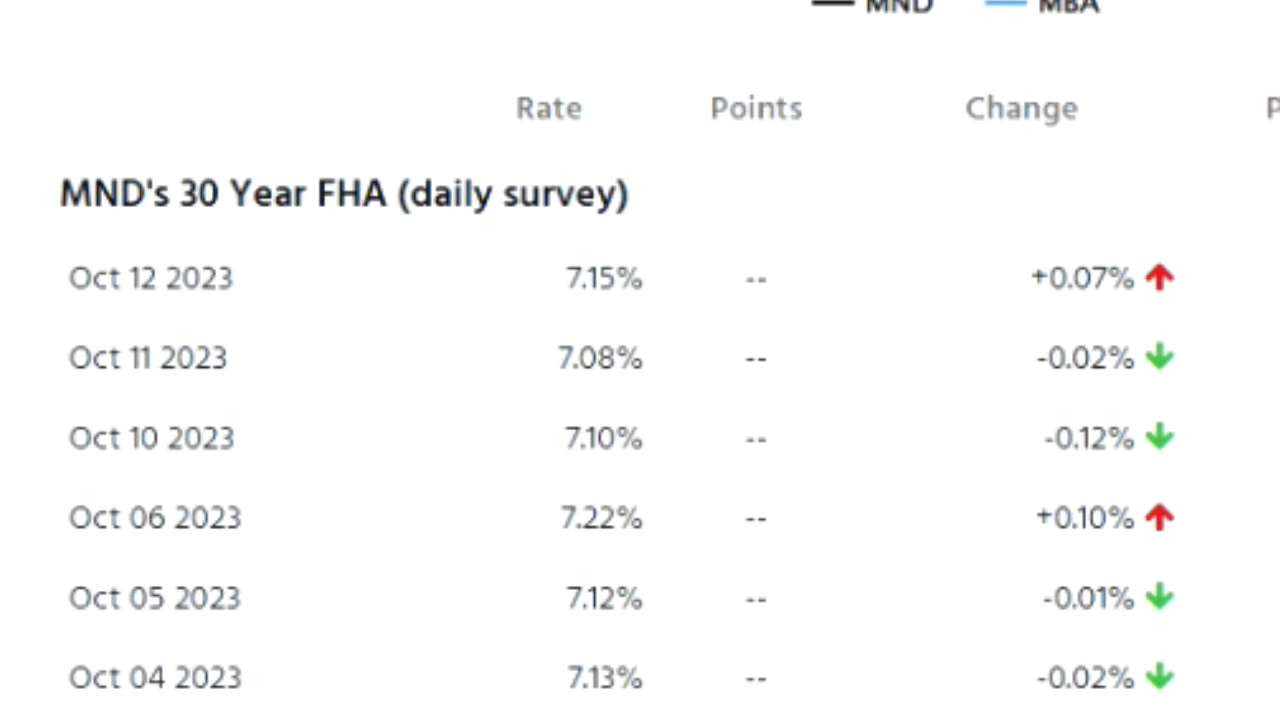 MND MBA
Rate Points Change P
MND's 30 Year FHA (daily survey)
Oct 12 2023 7.15% -- +0.07%
Oct 11 2023 7.08% -- -0.02%
Oct 10 2023 7.10% -- -0.12%
Oct 06 2023 7.22% -- +0.10%
Oct 05 2023 7.12% -- -0.01%
Oct 04 2023 7.13% -- -0.02%